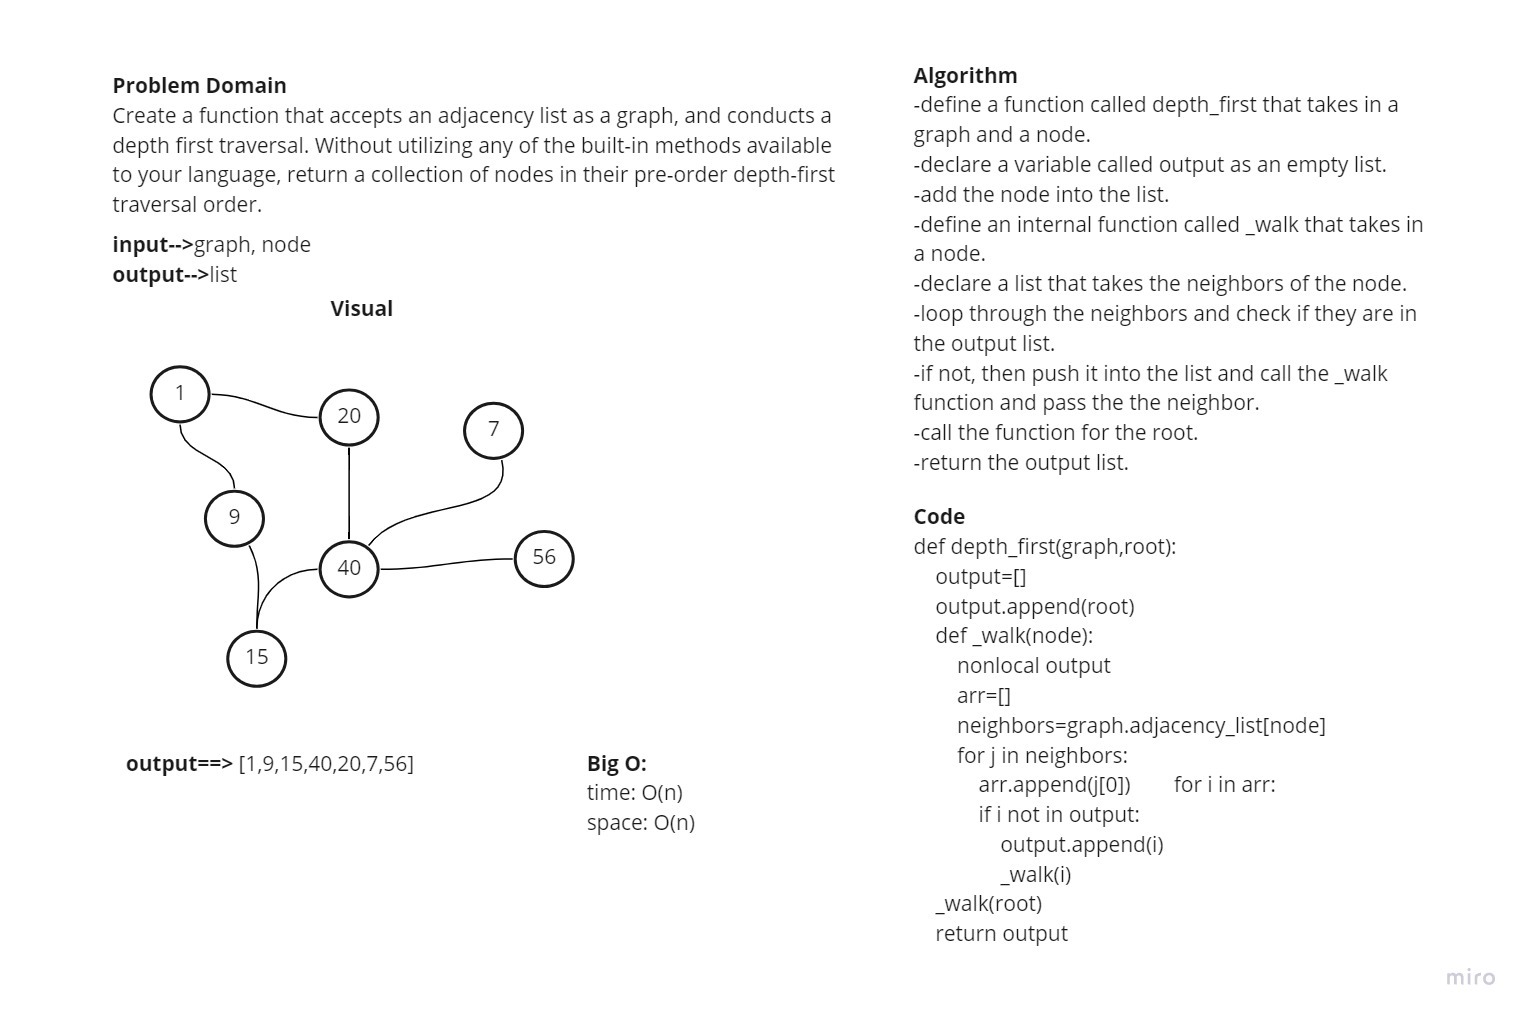 Problem Domain
Create a function that accepts an adjacency list as a graph, and conducts a
depth first traversal. Without utilizing any of the built-in methods available
to your language, return a collection of nodes in their pre-order depth-first
traversal order.
input-->graph, node
output-->list
Visual
1
20
7
9
40
56
15
output==> [1,9,15,40,20,7,56]
Big O:
time: O(n)
space: O(n)
Algorithm
-define a function called depth_first that takes in a
graph and a node.
-declare a variable called output as an empty list.
-add the node into the list.
-define an internal function called _walk that takes in
a node.
-declare a list that takes the neighbors of the node.
-loop through the neighbors and check if they are in
the output list.
-if not, then push it into the list and call the _walk
function and pass the the neighbor.
-call the function for the root.
-return the output list.
Code
def depth_first(graph,root):
output=[]
output.append(root)
def _walk(node):
nonlocal output
arr=[]
neighbors=graph.adjacency_list[node]
for j in neighbors:
arr.append(j[0]) for i in arr:
if i not in output:
output.append(i)
_walk(i)
_walk(root)
return output
miro